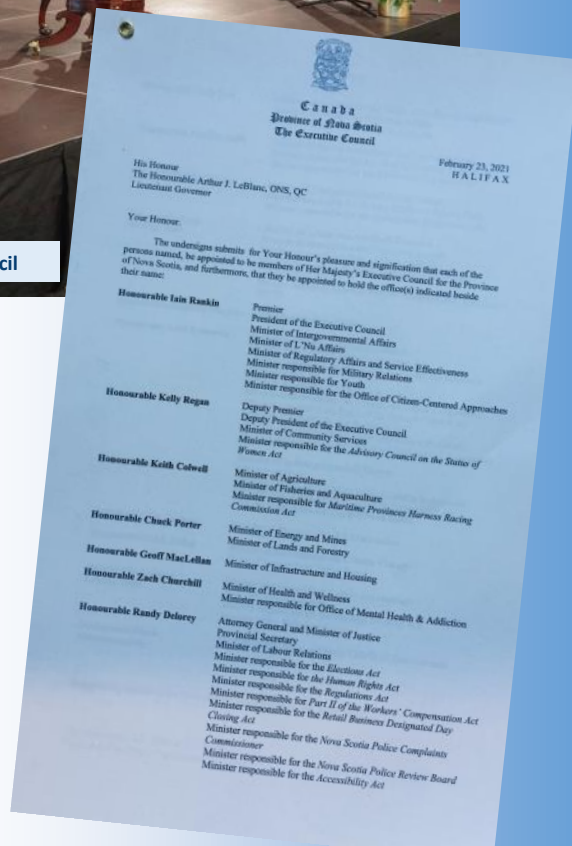 cil
Canada
Province of Nova Scotia
The Executive Council
February 23, 2021
HALIFAX
His Honour
The Honourable Arthur J. LeBlanc, ONS, QC
Lieutenant Governor
Your Honour:
The undersigns submits for Your Honour's pleasure and signification that each of the
persons named, be appointed to be members of Her Majesty's Executive Council for the Province
of Nova Scotia, and furthermore, that they be appointed to hold the office(s) indicated beside
their name:
Honourable Iain Rankin
Premier
President of the Executive Council
Minister of Intergovernmental Affairs
Minister of L'Nu Affairs
Minister of Regulatory Affairs and Service Effectiveness
Minister responsible for Military Relations
Minister responsible for Youth
Minister responsible for the Office of Citizen-Centered Approaches
Honourable Kelly Regan
Deputy Premier
Deputy President of the Executive Council
Minister of Community Services
Minister responsible for the Advisory Council on the Status of
Women Act
Honourable Keith Colwell
Minister of Agriculture
Minister of Fisheries and Aquaculture
Minister responsible for Maritime Provinces Harness Racing
Commission Act
Honourable Chuck Porter
Minister of Energy and Mines
Minister of Lands and Forestry
Honourable Geoff MacLellan
Minister of Infrastructure and Housing
Honourable Zach Churchill
Minister of Health and Wellness
Minister responsible for Office of Mental Health & Addiction
Honourable Randy Delorey
Attorney General and Minister of Justice
Provincial Secretary
Minister of Labour Relations
Minister responsible for the Elections Act
Minister responsible for the Human Rights Act
Minister responsible for the Regulations Act
Minister responsible for Part II of the Workers' Compensation Act
Minister responsible for the Retail Business Designated Day
Closing Act
Minister responsible for the Nova Scotia Police Complaints
Commissioner
Minister responsible for the Nova Scotia Police Review Board
Minister responsible for the Accessibility Act